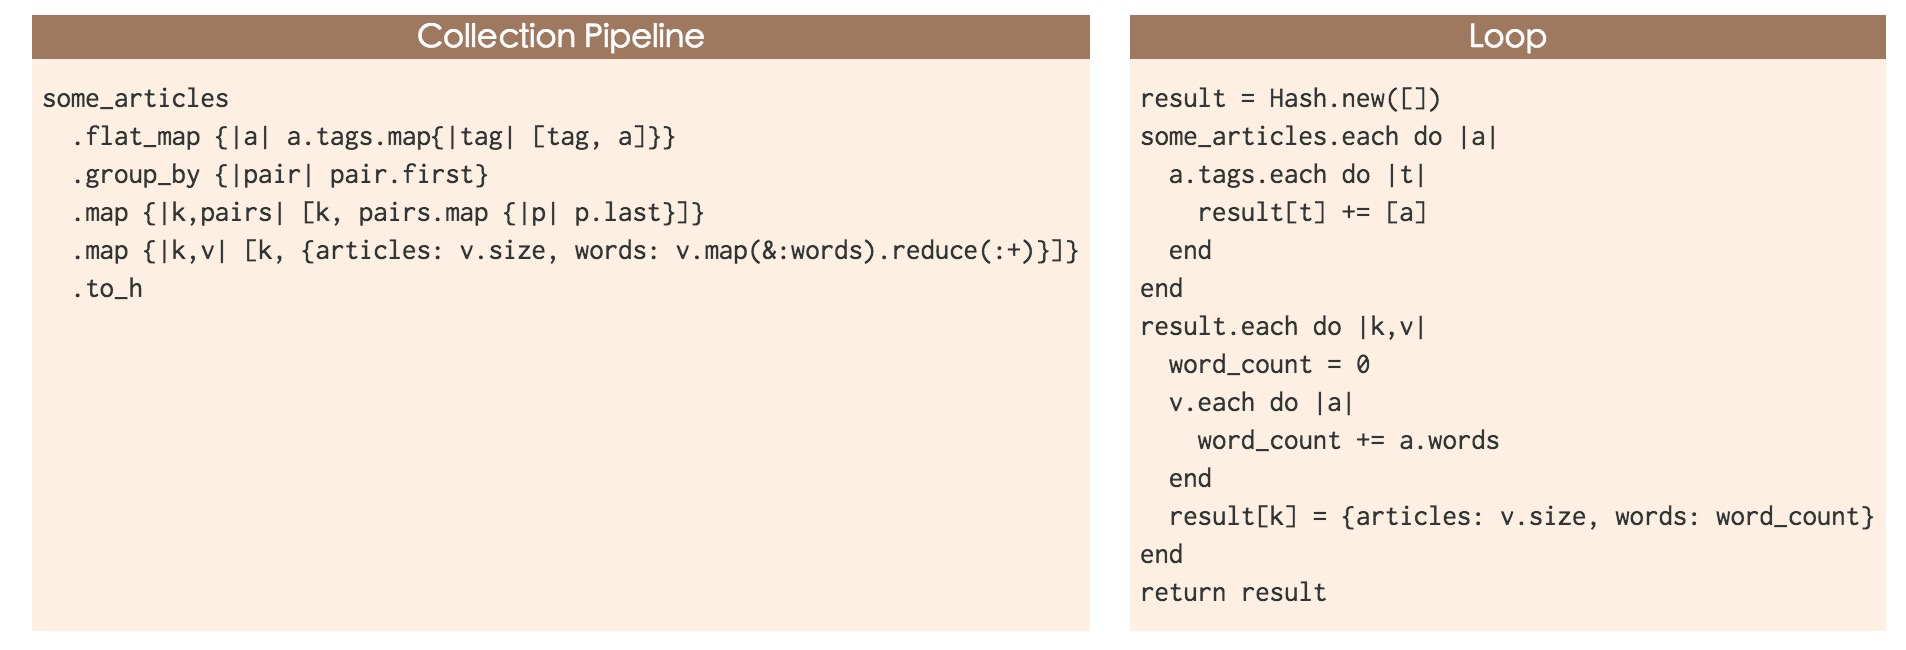 Collection Pipeline
some_articles
  .flat_map {|a| a.tags.map{|tag| [tag, a]}}
  .group_by {|pair| pair.first}
  .map {|k,pairs| [k, pairs.map {|p| p.last}]}
  .map {|k,v| [k, {articles: v.size, words: v.map(&:words).reduce(:+)}]}
  .to_h
Loop
result = Hash.new([])
some_articles.each do |a|
  a.tags.each do |t|
    result[t] += [a]
  end
end
result.each do |k,v|
  word_count = 0
  v.each do |a|
    word_count += a.words
  end
  result[k] = {articles: v.size, words: word_count}
end
return result